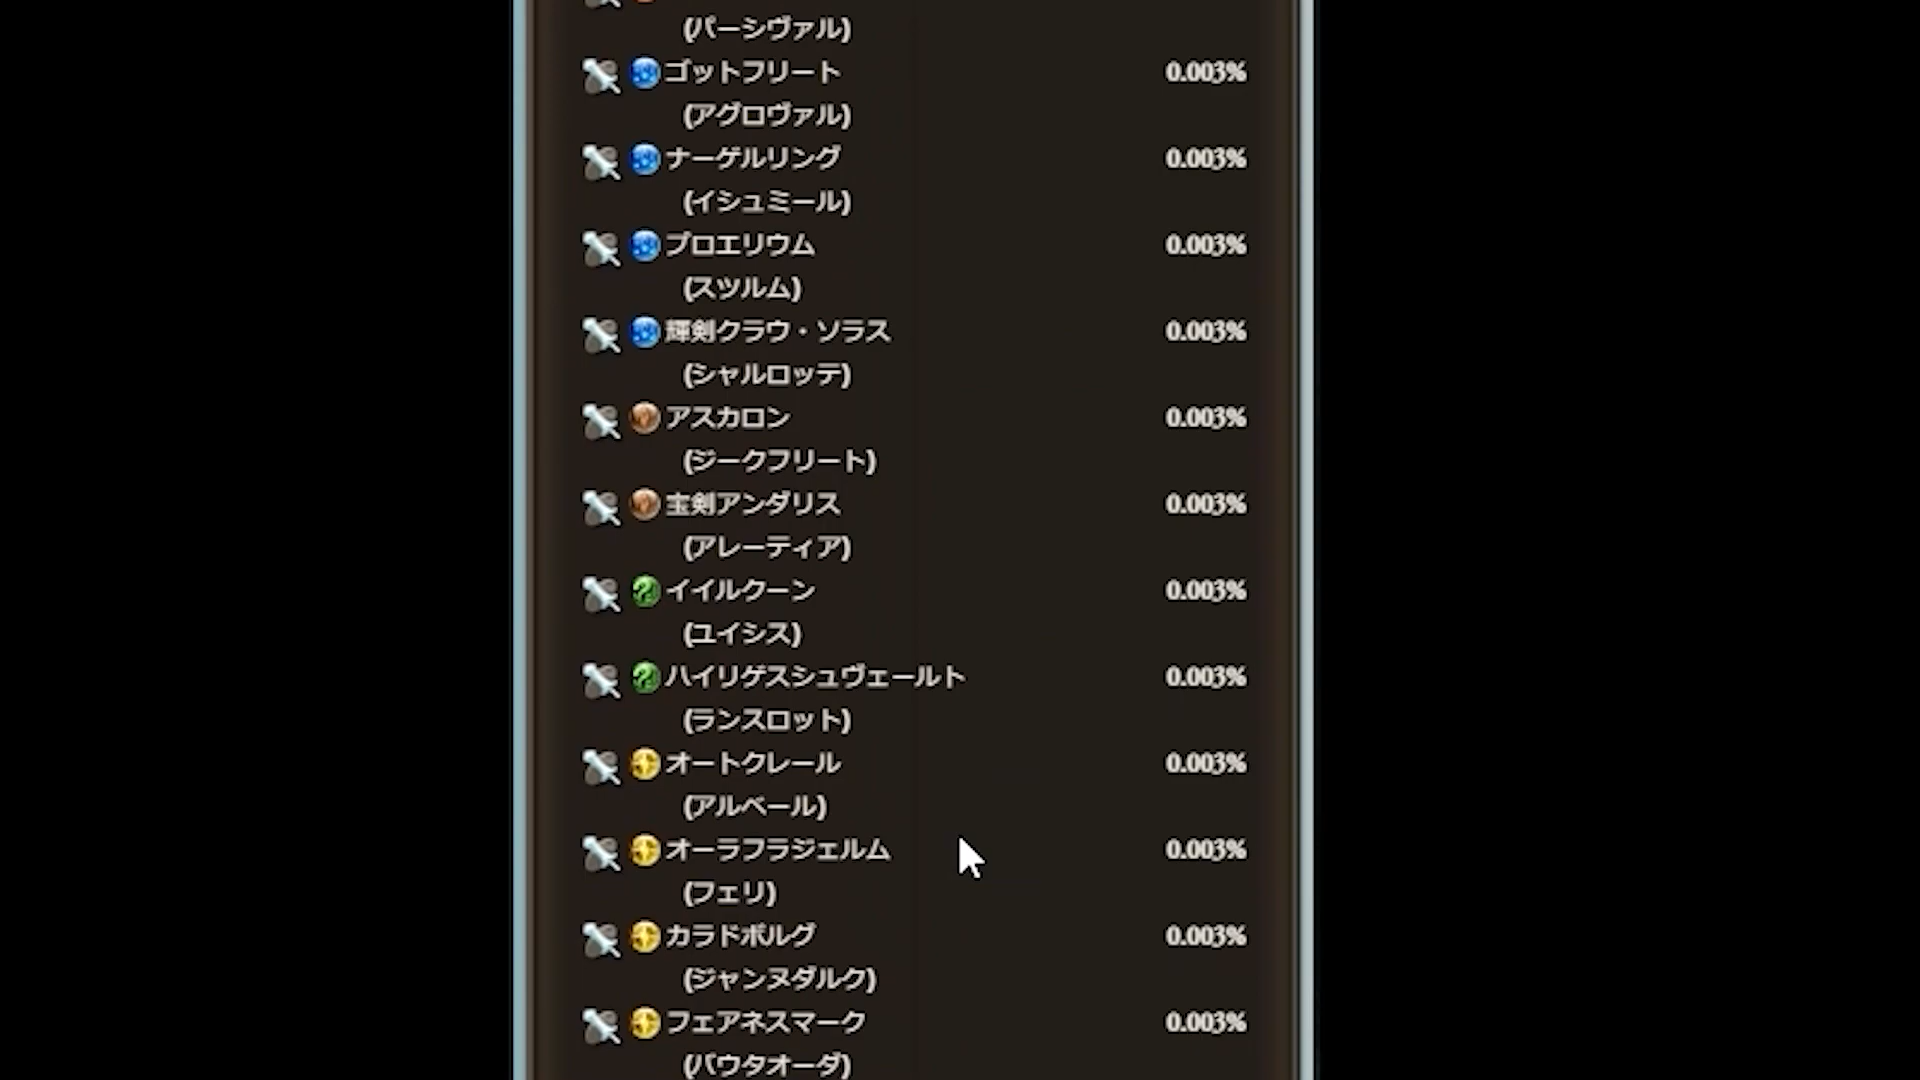 (パーシヴァル)
ゴットフリート 0.003%
(アグロヴァル)
ナーゲルリング 0.003%
(イシュミール)
プロエリウム 0.003%
(スツルム)
輝剣クラウ・ソラス 0.003%
(シャルロッテ)
アスカロン 0.003%
(ジークフリート)
宝剣アンダリス 0.003%
(アレーティア)
イイルクーン 0.003%
(ユイシス)
ハイリゲスシュヴェールト 0.003%
(ランスロット)
オートクレール 0.003%
(アルベール)
オーラフラジェルム 0.003%
(フェリ)
カラドボルグ 0.003%
(ジャンヌダルク)
フェアネスマーク 0.003%
(バウタオーダ)